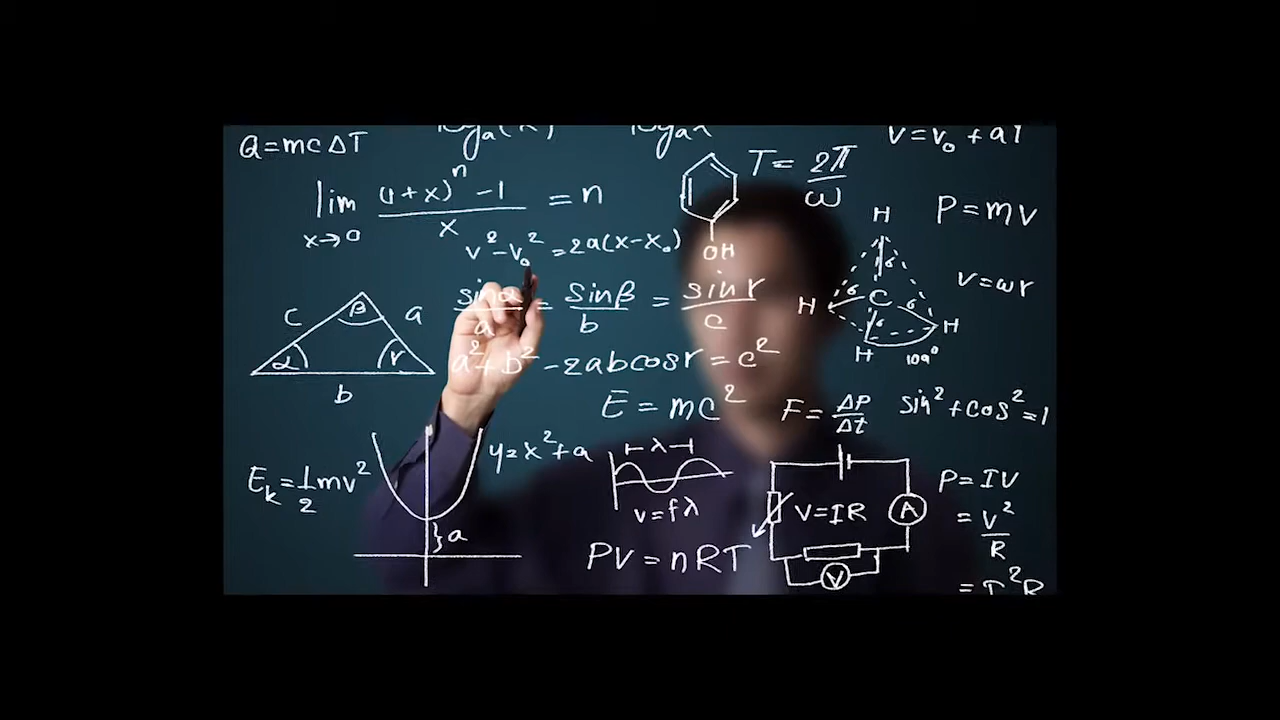 Q=mcΔT
v=v₀+aT
lim x→0 (1+x)ⁿ-1 / x = n
T=2π/ω
OH
v²-v₀²=2a(x-x₀)
P=mv
H
H C H
H 109°
v=ωr
sinα/a = sinβ/b = sinr/c
c β a
α r
b
a²+b²-2abcosr=c²
E=mc²
F=ΔP/Δt
sin²+cos²=1
Eₖ=1/2mv²
y=x²+a
a
λ
v=fλ
V=IR
A
V
P=IV
=v²/R
PV=nRT